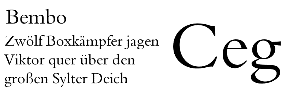 Bembo
Zwölf Boxkämpfer jagen
Viktor quer über den
großen Sylter Deich
Ceg